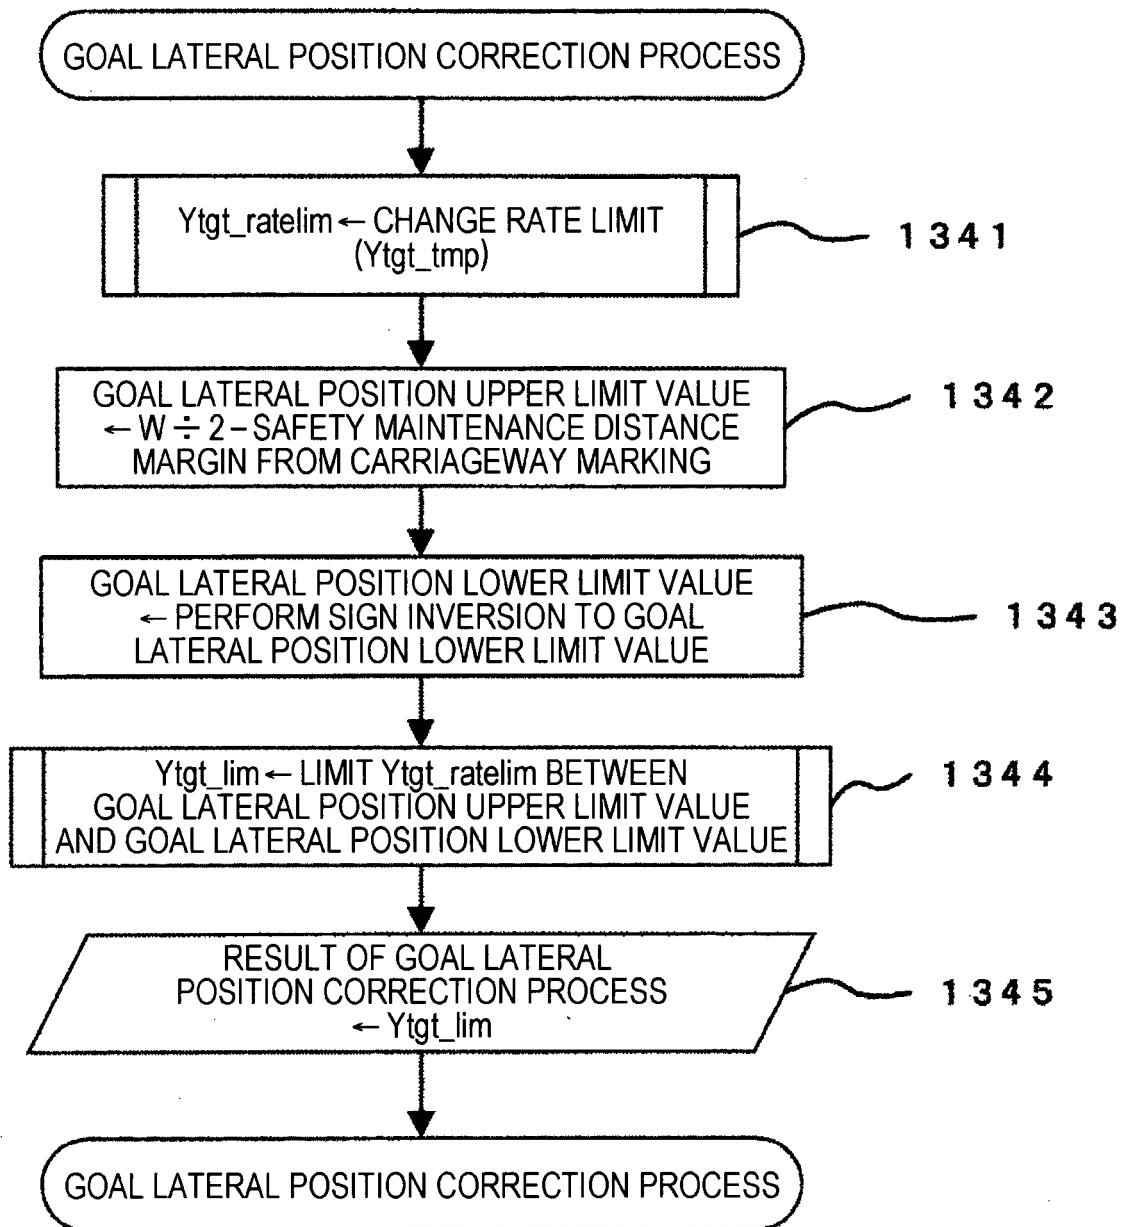 GOAL LATERAL POSITION CORRECTION PROCESS
Ytgt_ratelim ← CHANGE RATE LIMIT
(Ytgt_tmp)
1341
GOAL LATERAL POSITION UPPER LIMIT VALUE
← W ÷ 2 – SAFETY MAINTENANCE DISTANCE
MARGIN FROM CARRIAGEWAY MARKING
1342
GOAL LATERAL POSITION LOWER LIMIT VALUE
← PERFORM SIGN INVERSION TO GOAL
LATERAL POSITION LOWER LIMIT VALUE
1343
Ytgt_lim ← LIMIT Ytgt_ratelim BETWEEN
GOAL LATERAL POSITION UPPER LIMIT VALUE
AND GOAL LATERAL POSITION LOWER LIMIT VALUE
1344
RESULT OF GOAL LATERAL
POSITION CORRECTION PROCESS
← Ytgt_lim
1345
GOAL LATERAL POSITION CORRECTION PROCESS